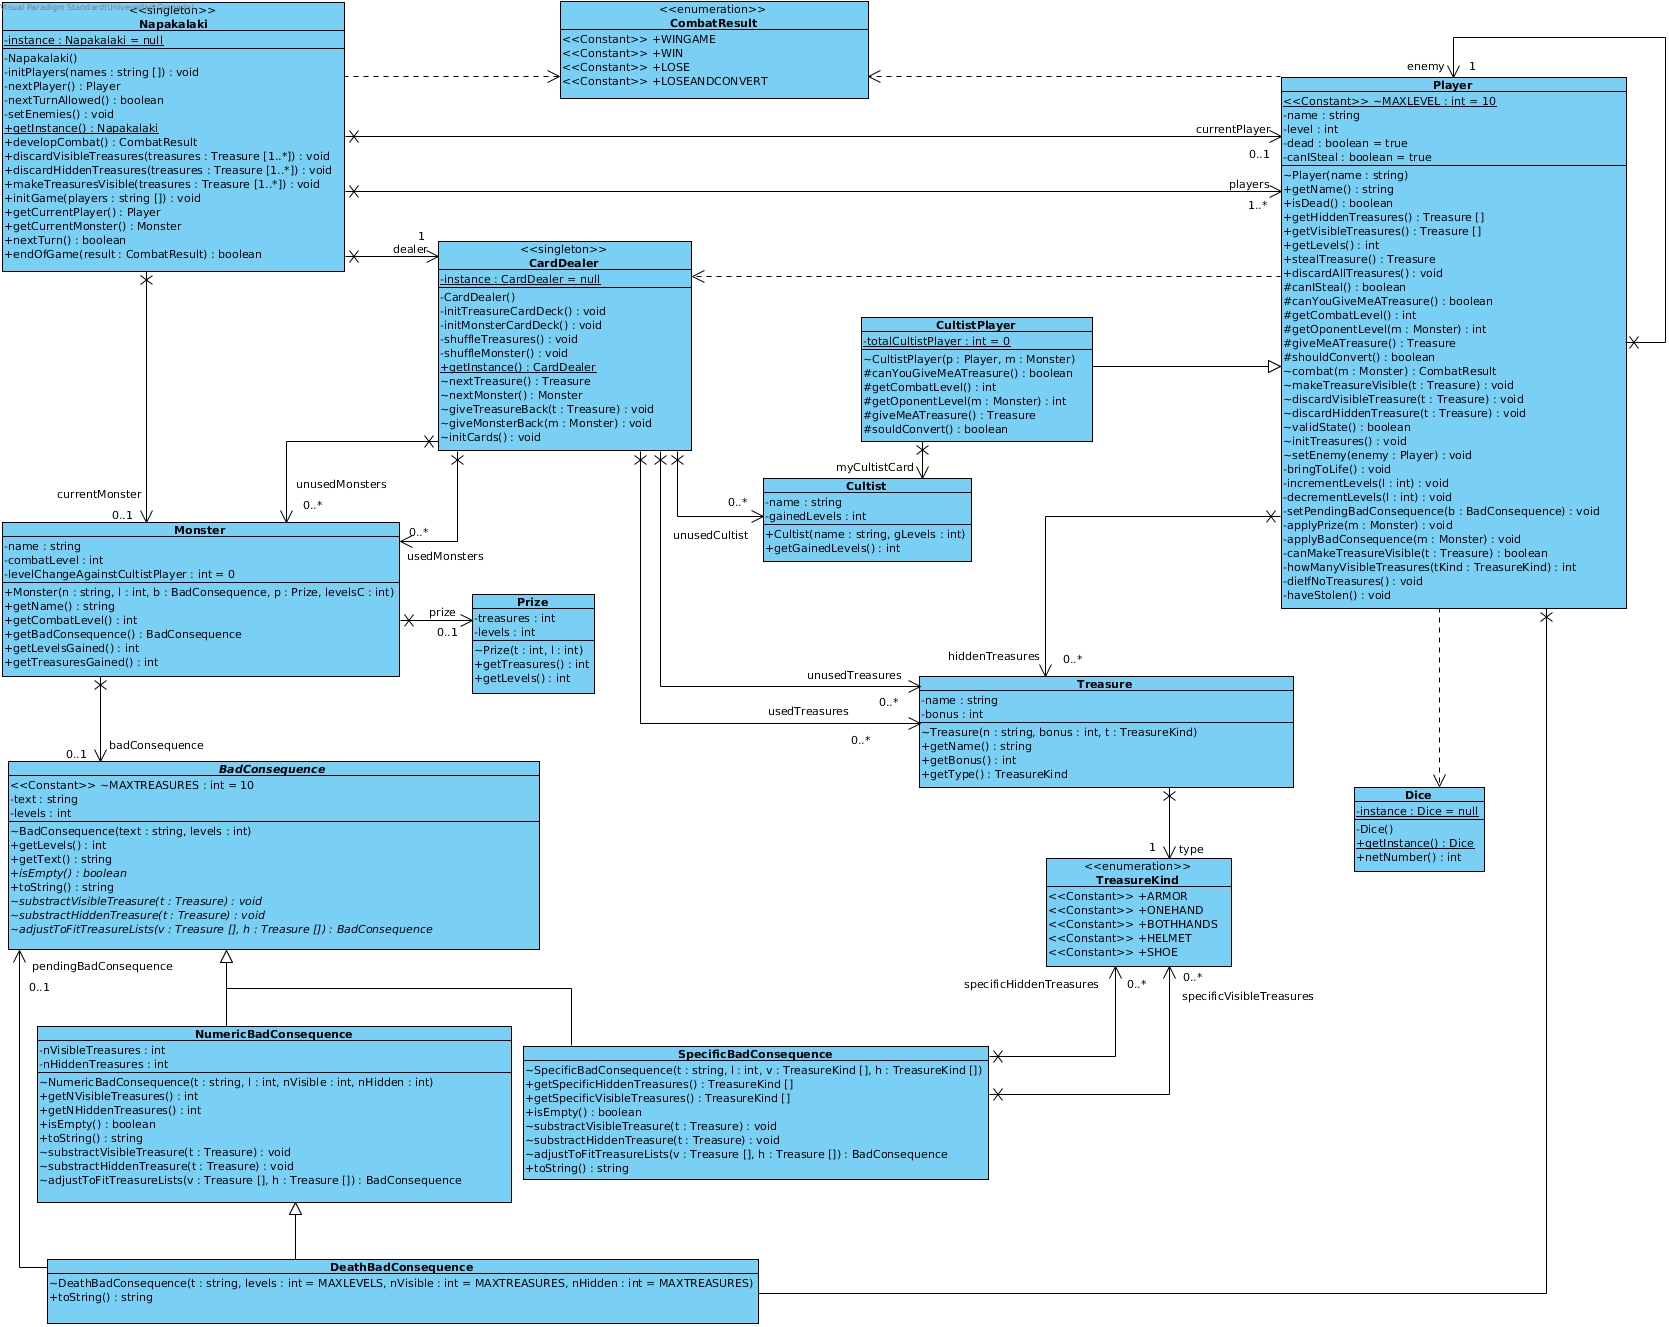 Visual Paradigm Standard(Universidad Granada)
<<singleton>>
Napakalaki
-instance : Napakalaki = null
-Napakalaki()
-initPlayers(names : string []) : void
-nextPlayer() : Player
-nextTurnAllowed() : boolean
-setEnemies() : void
+getInstance() : Napakalaki
+developCombat() : CombatResult
+discardVisibleTreasures(treasures : Treasure [1..*]) : void
+discardHiddenTreasures(treasures : Treasure [1..*]) : void
+makeTreasuresVisible(treasures : Treasure [1..*]) : void
+initGame(players : string []) : void
+getCurrentPlayer() : Player
+getCurrentMonster() : Monster
+nextTurn() : boolean
+endOfGame(result : CombatResult) : boolean
<<enumeration>>
CombatResult
<<Constant>> +WINGAME
<<Constant>> +WIN
<<Constant>> +LOSE
<<Constant>> +LOSEANDCONVERT
enemy
1
currentPlayer
0..1
players
1..*
1
dealer
Player
<<Constant>> ~MAXLEVEL : int = 10
-name : string
-level : int
-dead : boolean = true
-canISteal : boolean = true
~Player(name : string)
+getName() : string
+isDead() : boolean
+getHiddenTreasures() : Treasure []
+getVisibleTreasures() : Treasure []
+getLevels() : int
+stealTreasure() : Treasure
+discardAllTreasures() : void
#canISteal() : boolean
#canYouGiveMeATreasure() : boolean
#getCombatLevel() : int
#getOponentLevel(m : Monster) : int
#giveMeATreasure() : Treasure
#shouldConvert() : boolean
~combat(m : Monster) : CombatResult
~makeTreasureVisible(t : Treasure) : void
~discardVisibleTreasure(t : Treasure) : void
~discardHiddenTreasure(t : Treasure) : void
~validState() : boolean
~initTreasures() : void
~setEnemy(enemy : Player) : void
-bringToLife() : void
-incrementLevels(l : int) : void
-decrementLevels(l : int) : void
-setPendingBadConsequence(b : BadConsequence) : void
-applyPrize(m : Monster) : void
-applyBadConsequence(m : Monster) : void
-canMakeTreasureVisible(t : Treasure) : boolean
-howManyVisibleTreasures(tKind : TreasureKind) : int
-dieIfNoTreasures() : void
-haveStolen() : void
<<singleton>>
CardDealer
-instance : CardDealer = null
-CardDealer()
-initTreasureCardDeck() : void
-initMonsterCardDeck() : void
-shuffleTreasures() : void
-shuffleMonster() : void
+getInstance() : CardDealer
~nextTreasure() : Treasure
~nextMonster() : Monster
~giveTreasureBack(t : Treasure) : void
~giveMonsterBack(m : Monster) : void
~initCards() : void
CultistPlayer
-totalCultistPlayer : int = 0
~CultistPlayer(p : Player, m : Monster)
#canYouGiveMeATreasure() : boolean
#getCombatLevel() : int
#getOponentLevel(m : Monster) : int
#giveMeATreasure() : Treasure
#souldConvert() : boolean
myCultistCard
Cultist
-name : string
-gainedLevels : int
+Cultist(name : string, gLevels : int)
+getGainedLevels() : int
0..*
unusedCultist
currentMonster
0..1
unusedMonsters
0..*
0..*
usedMonsters
Monster
-name : string
-combatLevel : int
-levelChangeAgainstCultistPlayer : int = 0
+Monster(n : string, l : int, b : BadConsequence, p : Prize, levelsC : int)
+getName() : string
+getCombatLevel() : int
+getBadConsequence() : BadConsequence
+getLevelsGained() : int
+getTreasuresGained() : int
prize
0..1
Prize
-treasures : int
-levels : int
~Prize(t : int, l : int)
+getTreasures() : int
+getLevels() : int
hiddenTreasures
0..*
unusedTreasures
0..*
usedTreasures
0..*
Treasure
-name : string
-bonus : int
~Treasure(n : string, bonus : int, t : TreasureKind)
+getName() : string
+getBonus() : int
+getType() : TreasureKind
badConsequence
0..1
BadConsequence
<<Constant>> ~MAXTREASURES : int = 10
-text : string
-levels : int
~BadConsequence(text : string, levels : int)
+getLevels() : int
+getText() : string
+isEmpty() : boolean
+toString() : string
~substractVisibleTreasure(t : Treasure) : void
~substractHiddenTreasure(t : Treasure) : void
~adjustToFitTreasureLists(v : Treasure [], h : Treasure []) : BadConsequence
Dice
-instance : Dice = null
-Dice()
+getInstance() : Dice
+netNumber() : int
1
type
<<enumeration>>
TreasureKind
<<Constant>> +ARMOR
<<Constant>> +ONEHAND
<<Constant>> +BOTHHANDS
<<Constant>> +HELMET
<<Constant>> +SHOE
pendingBadConsequence
0..1
specificHiddenTreasures
0..*
0..*
specificVisibleTreasures
NumericBadConsequence
-nVisibleTreasures : int
-nHiddenTreasures : int
~NumericBadConsequence(t : string, l : int, nVisible : int, nHidden : int)
+getNVisibleTreasures() : int
+getNHiddenTreasures() : int
+isEmpty() : boolean
+toString() : string
~substractVisibleTreasure(t : Treasure) : void
~substractHiddenTreasure(t : Treasure) : void
~adjustToFitTreasureLists(v : Treasure [], h : Treasure []) : BadConsequence
SpecificBadConsequence
~SpecificBadConsequence(t : string, l : int, v : TreasureKind [], h : TreasureKind [])
+getSpecificHiddenTreasures() : TreasureKind []
+getSpecificVisibleTreasures() : TreasureKind []
+isEmpty() : boolean
~substractVisibleTreasure(t : Treasure) : void
~substractHiddenTreasure(t : Treasure) : void
~adjustToFitTreasureLists(v : Treasure [], h : Treasure []) : BadConsequence
+toString() : string
DeathBadConsequence
~DeathBadConsequence(t : string, levels : int = MAXLEVELS, nVisible : int = MAXTREASURES, nHidden : int = MAXTREASURES)
+toString() : string